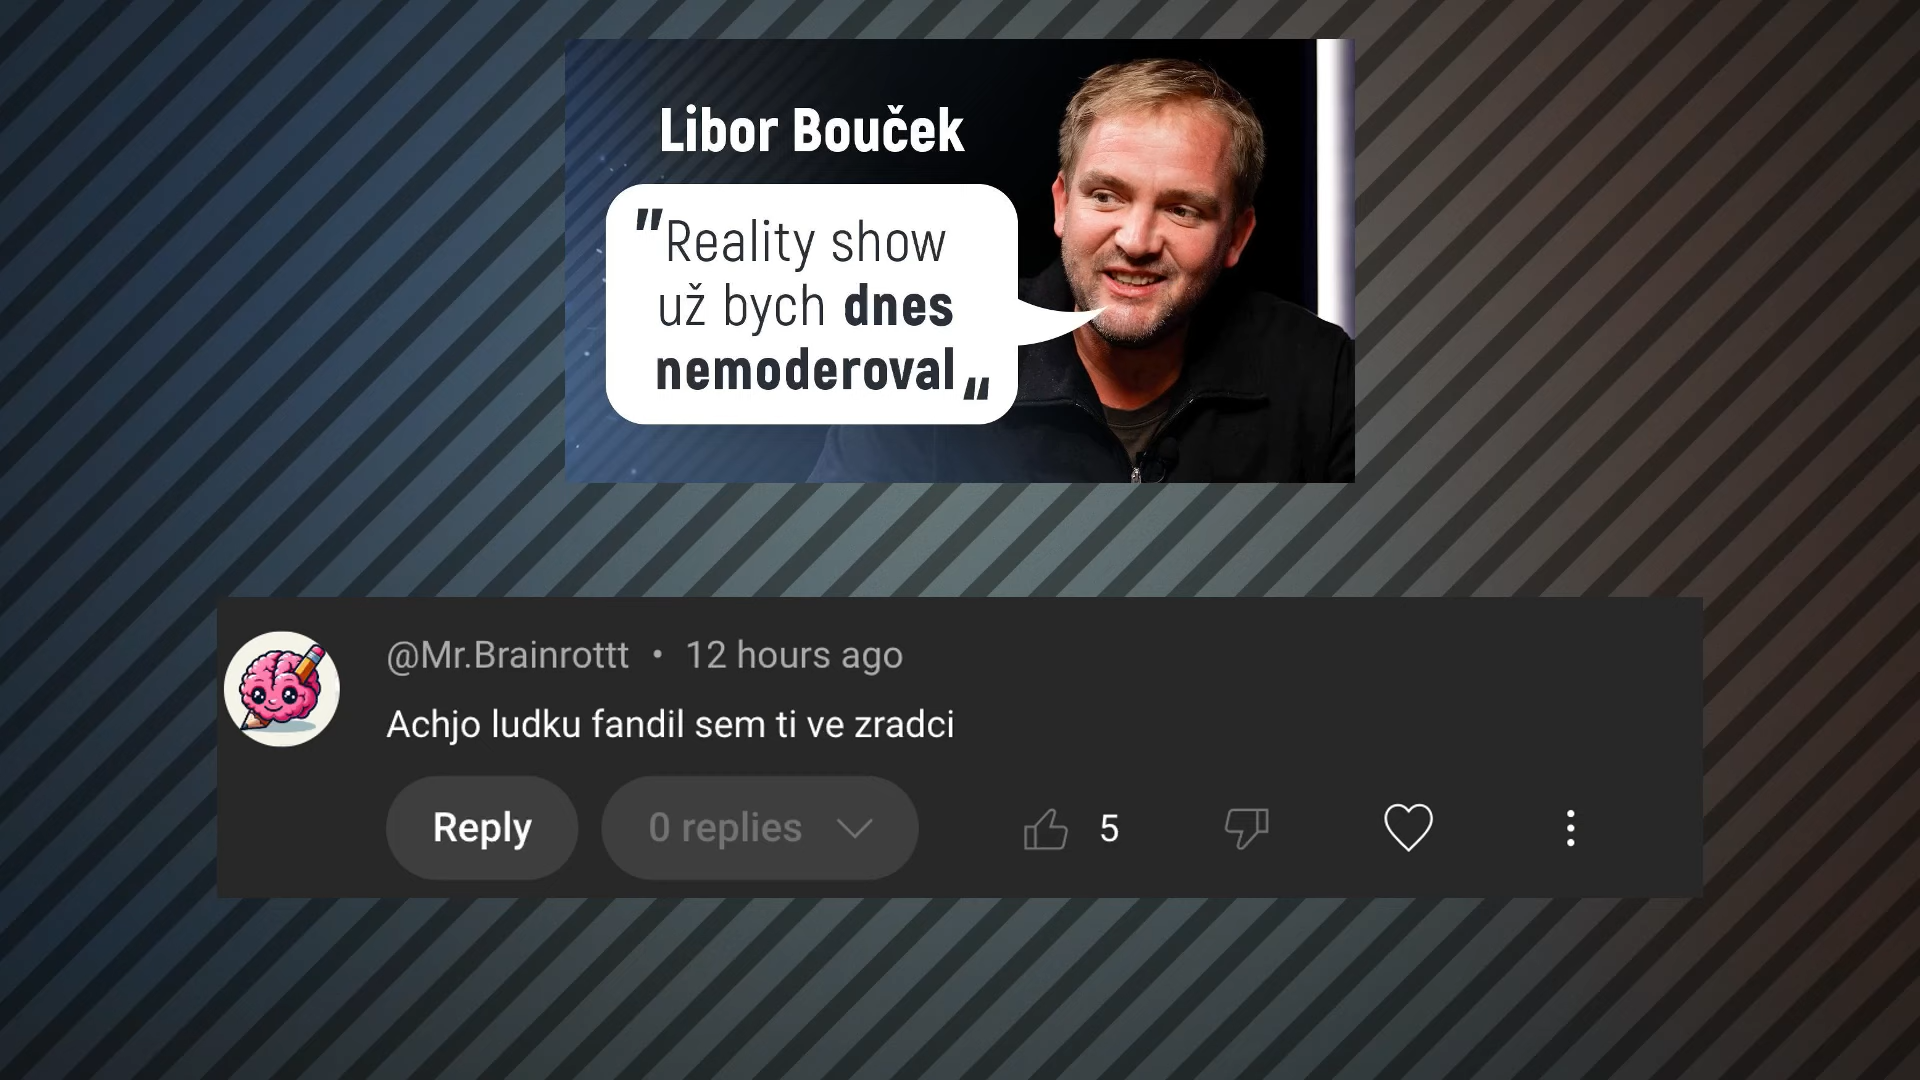 Libor Bouček
"Reality show
už bych dnes
nemoderoval"
@Mr.Brainrottt • 12 hours ago
Achjo ludku fandil sem ti ve zradci
Reply
0 replies
5